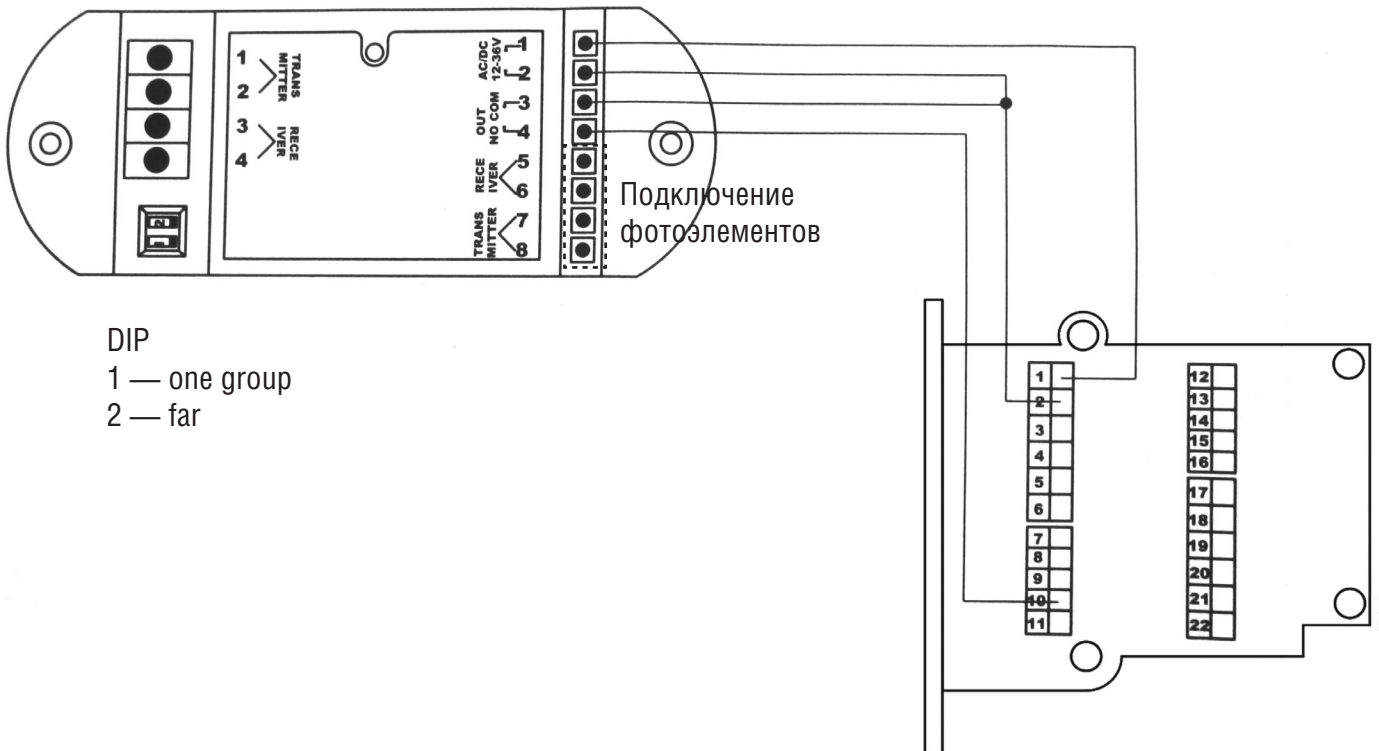 1
2
TRANS
MITTER
3
4
RECE
IVER
2
1
AC/DC
12-36V
1
2
OUT
NO COM
3
4
RECE
IVER
5
6
TRANS
MITTER
7
8
Подключение
фотоэлементов
DIP
1 — one group
2 — far
1
2
3
4
5
6
7
8
9
10
11
12
13
14
15
16
17
18
19
20
21
22